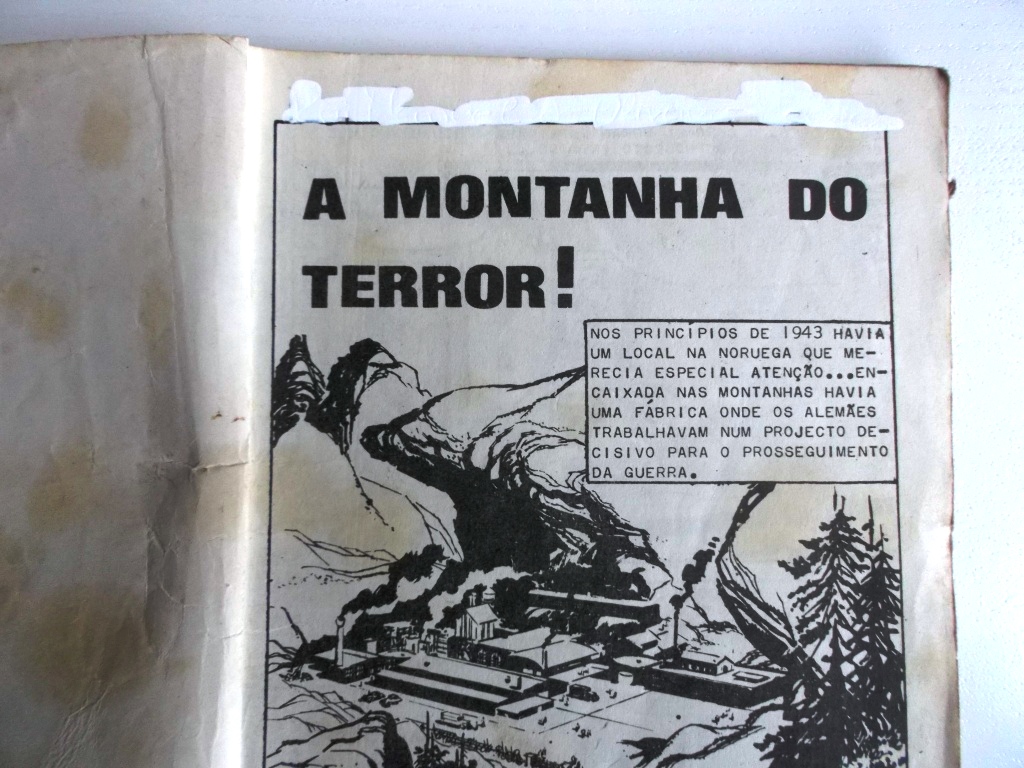 A MONTANHA DO
TERROR!
NOS PRINCÍPIOS DE 1943 HAVIA
UM LOCAL NA NORUEGA QUE ME-
RECIA ESPECIAL ATENÇÃO...EN-
CAIXADA NAS MONTANHAS HAVIA
UMA FÁBRICA ONDE OS ALEMÃES
TRABALHAVAM NUM PROJECTO DE-
CISIVO PARA O PROSSEGUIMENTO
DA GUERRA.